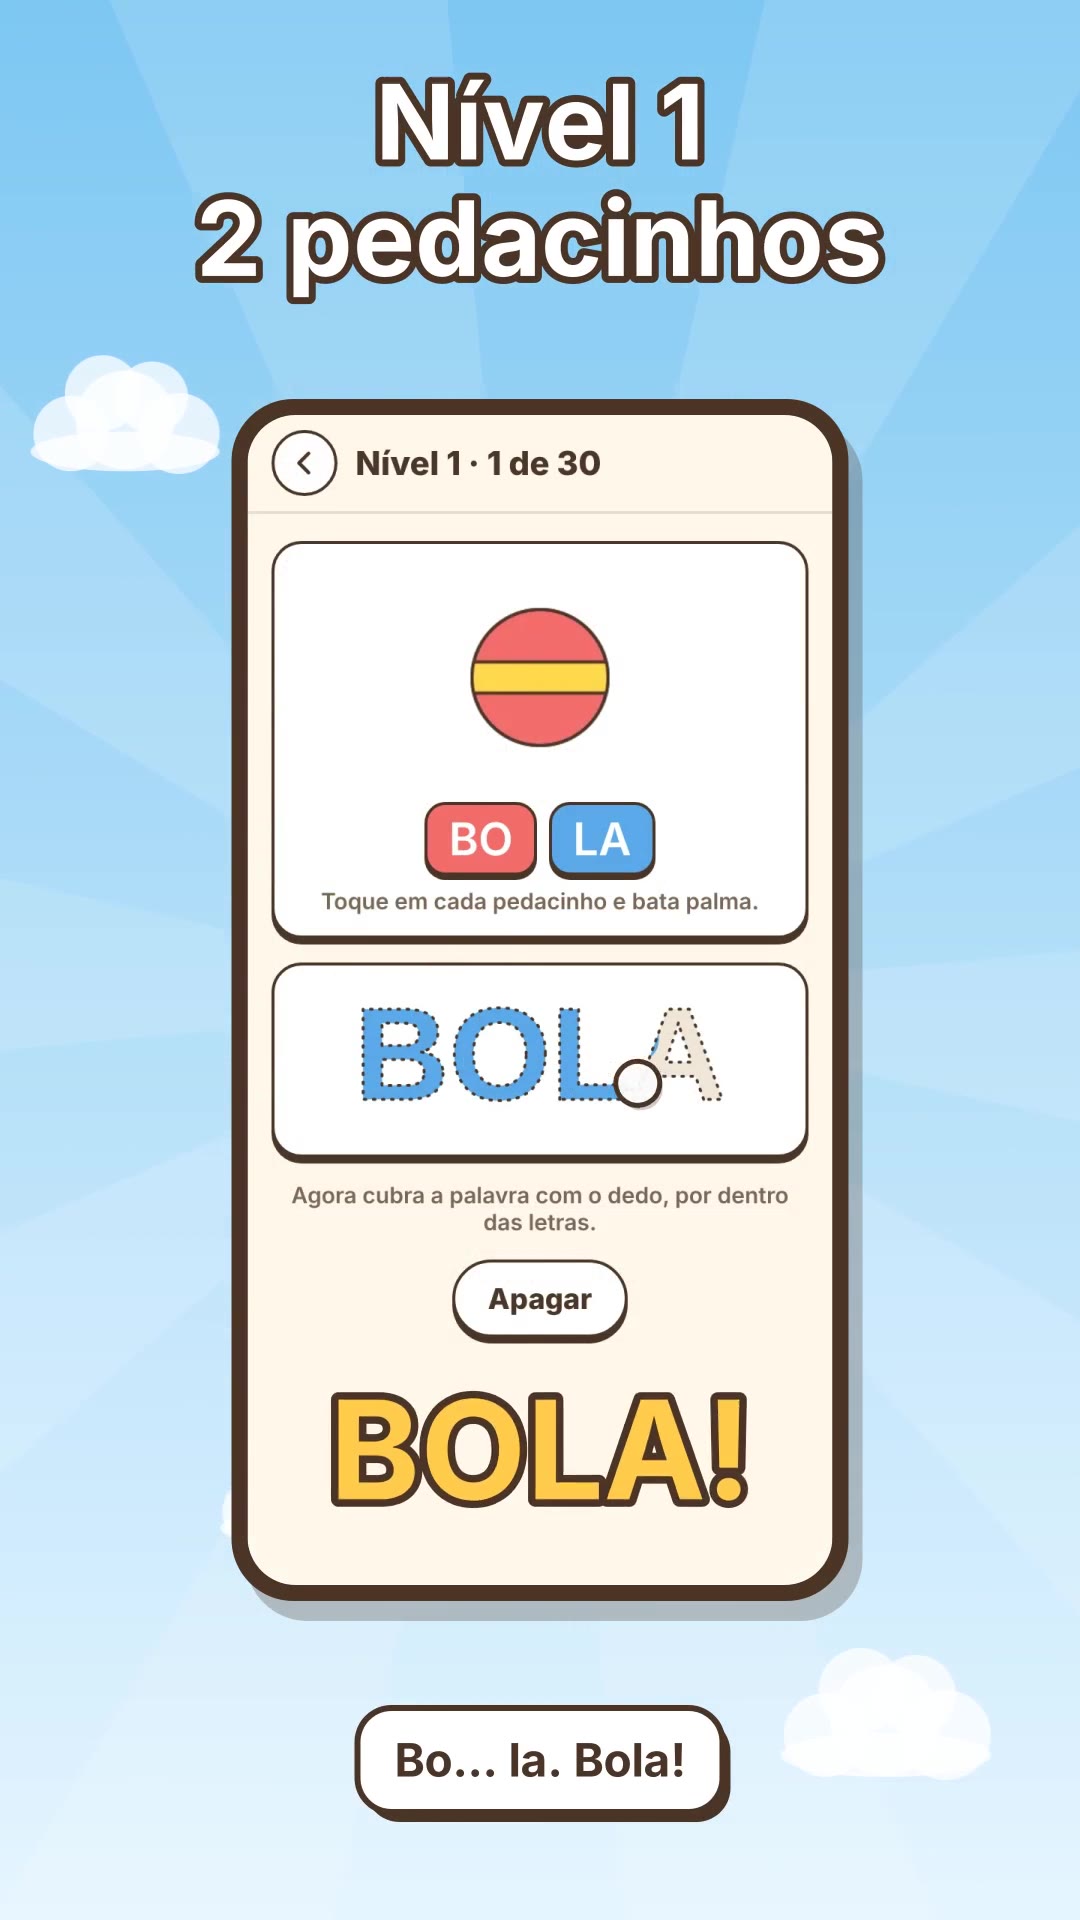 Nível 1
2 pedacinhos
Nível 1 · 1 de 30
BO LA
Toque em cada pedacinho e bata palma.
BOLA
Agora cubra a palavra com o dedo, por dentro
das letras.
Apagar
BOLA!
Bo... la. Bola!